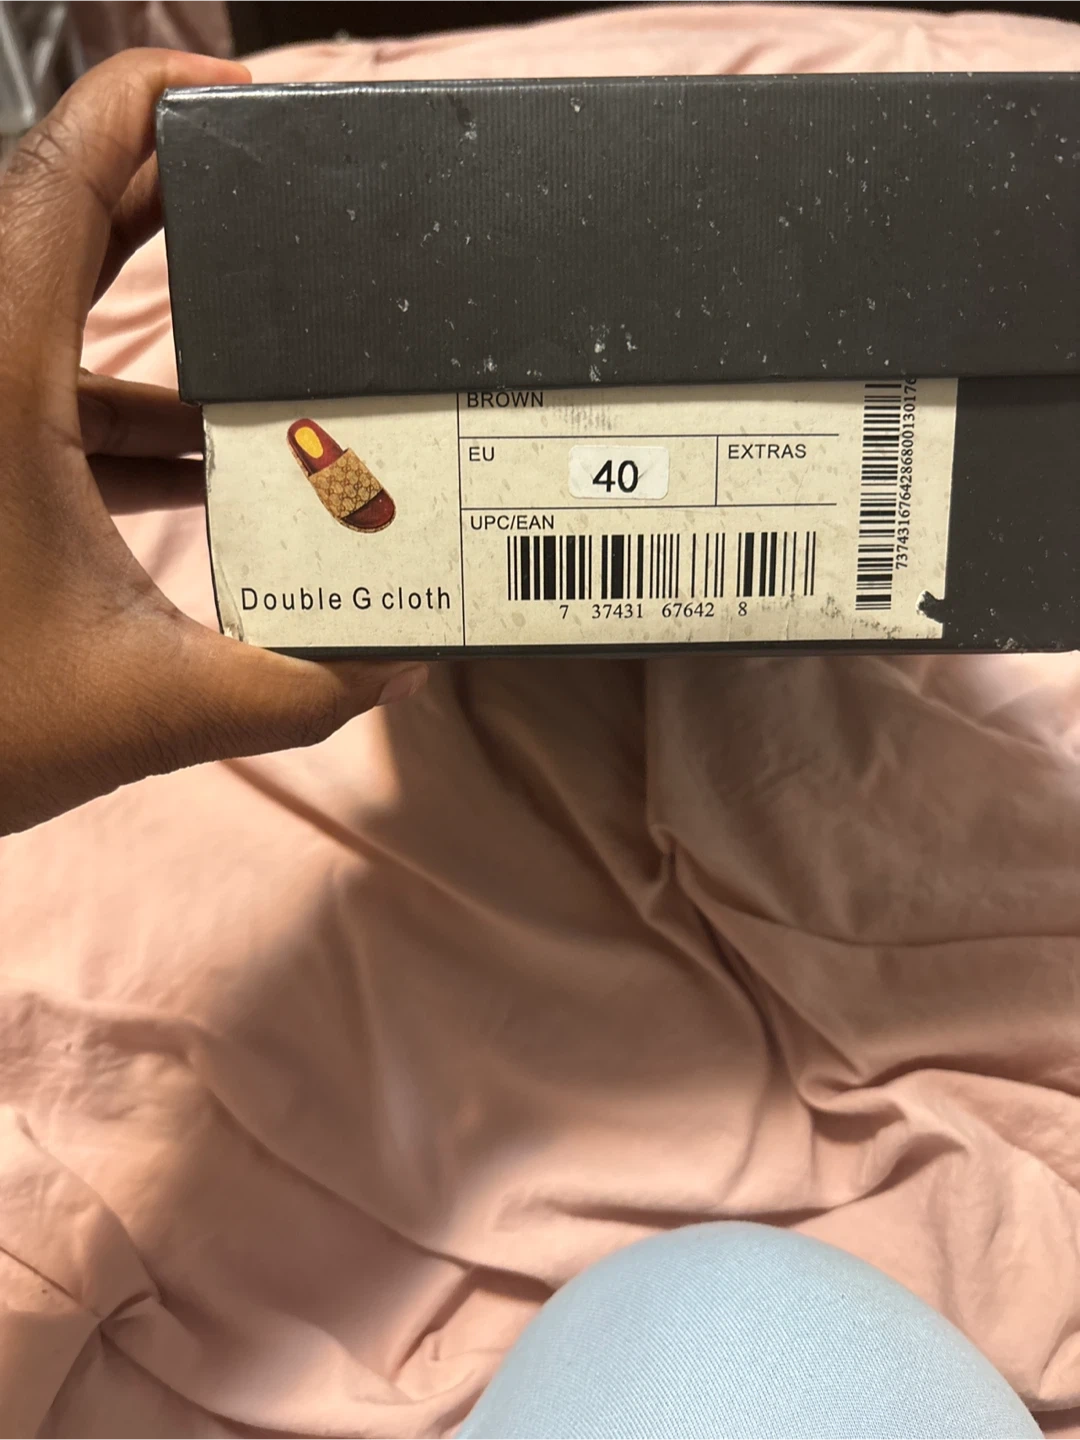 BROWN
EU
40
EXTRAS
UPC/EAN
7 37431 67642 8
Double G cloth